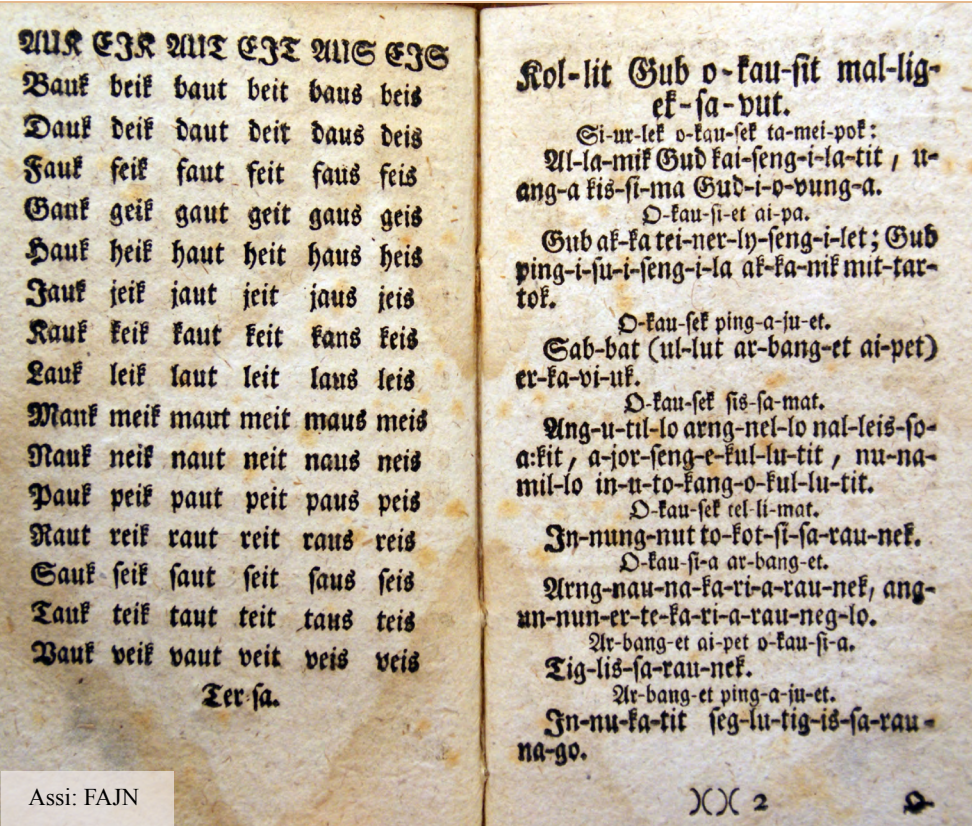 AUK EJK AUT EJT AUS EJS
Bauk beik baut beit baus beis
Dauk deik daut deit daus deis
Fauk feik faut feit faus feis
Gauk geik gaut geit gaus geis
Hauk heik haut heit haus heis
Jauk jeik jaut jeit jaus jeis
Kauk keik kaut keit kans keis
Lauk leik laut leit laus leis
Mauk meik maut meit maus meis
Nauk neik naut neit naus neis
Pauk peik paut peit paus peis
Raut reik raut reit raus reis
Sauk seik saut seit saus seis
Tauk teik taut teit taus teis
Vauk veik vaut veit veis veis
Ter-sa.
Kol-lit Gub o-kau-sit mal-lig-
ek-sa-vut.
Si-ur-lek o-kau-sek ta-mei-pok:
Al-la-mik Gud kai-seng-i-la-tit, u-
ang-a kis-si-ma Gud-i-o-vung-a.
O-kau-si-et ai-pa.
Gub ak-ka tei-ner-ly-seng-i-let; Gub
ping-i-su-i-seng-i-la ak-ka-nik mit-tar-
tok.
O-kau-sek ping-a-ju-et.
Sab-bat (ul-lut ar-bang-et ai-pet)
er-ka-vi-uk.
O-kau-sek sis-sa-mat.
Ang-u-til-lo arng-nel-lo nal-leis-so-
a:kit, a-jor-seng-e-kul-lu-tit, nu-na-
mil-lo in-u-to-kang-o-kul-lu-tit.
O-kau-sek tel-li-mat.
In-nung-nut to-kot-si-sa-rau-nek.
O-kau-si-a ar-bang-et.
Arng-nau-na-ka-ri-a-rau-nek, ang-
un-nun-er-te-ka-ri-a-rau-neg-lo.
Ar-bang-et ai-pet o-kau-si-a.
Tig-lis-sa-rau-nek.
Ar-bang-et ping-a-ju-et.
In-nu-ka-tit seg-lu-tig-is-sa-rau-
na-go.
)()( 2
Assi: FAJN